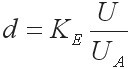 d = K_E U / U_A